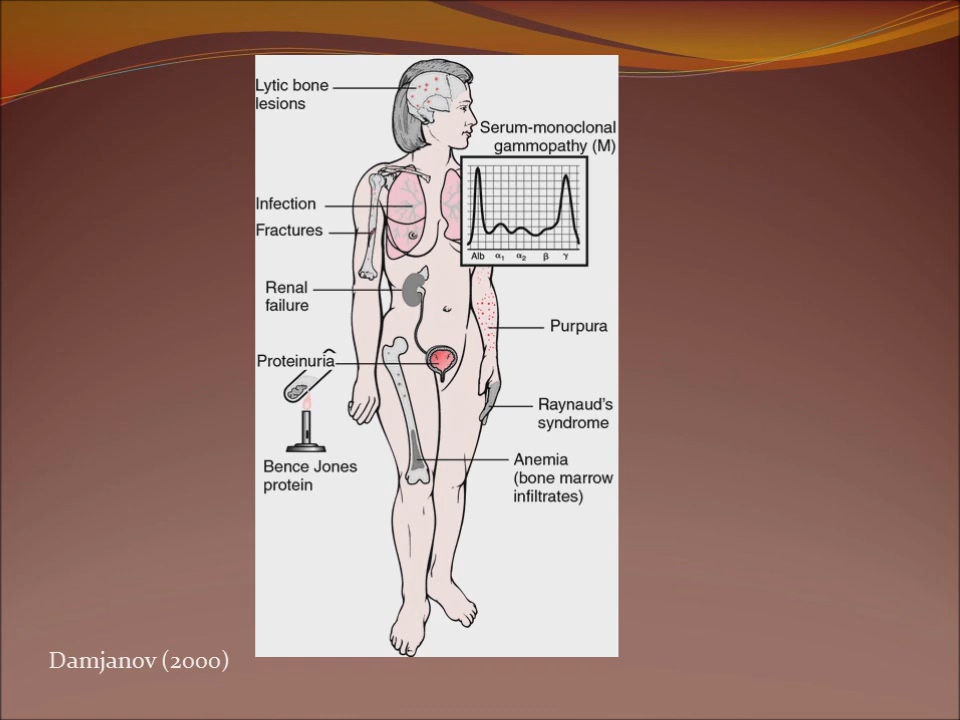 Lytic bone
lesions
Serum-monoclonal
gammopathy (M)
Infection
Fractures
Alb α1 α2 β γ
Renal
failure
Purpura
Proteinuria
Raynaud's
syndrome
Bence Jones
protein
Anemia
(bone marrow
infiltrates)
Damjanov (2000)